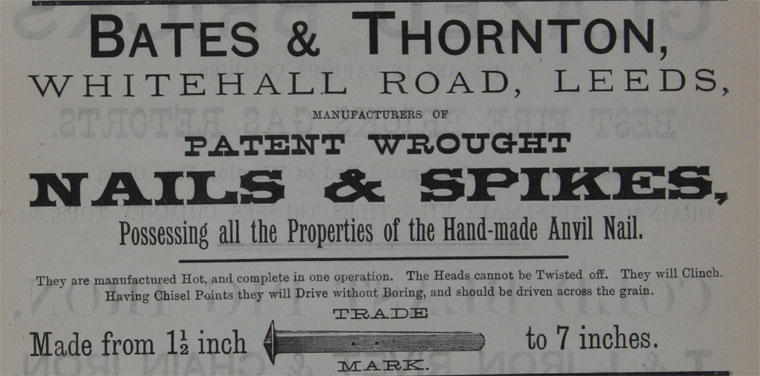 BATES & THORNTON,
WHITEHALL ROAD, LEEDS,
MANUFACTURERS OF
PATENT WROUGHT
NAILS & SPIKES,
Possessing all the Properties of the Hand-made Anvil Nail.
They are manufactured Hot, and complete in one operation. The Heads cannot be Twisted off. They will Clinch.
Having Chisel Points they will Drive without Boring, and should be driven across the grain.
TRADE
Made from 1½ inch to 7 inches.
MARK.